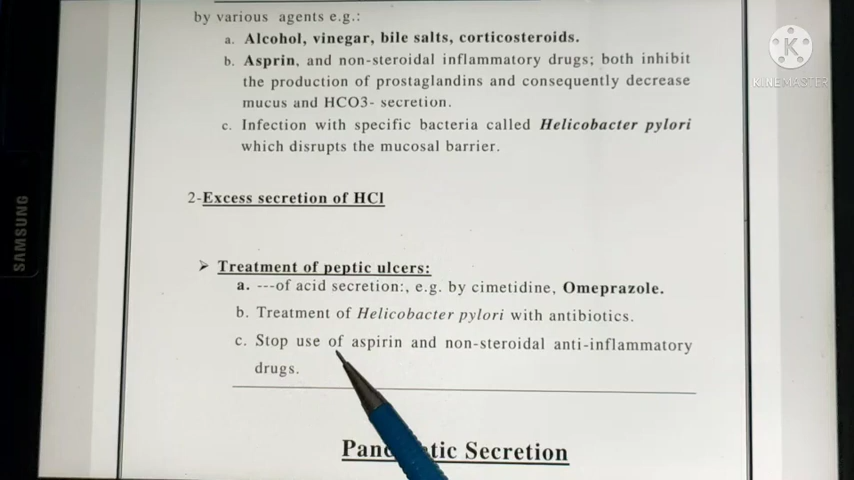 by various agents e.g.:
a. Alcohol, vinegar, bile salts, corticosteroids.
b. Asprin, and non-steroidal inflammatory drugs; both inhibit
the production of prostaglandins and consequently decrease
mucus and HCO3- secretion.
c. Infection with specific bacteria called Helicobacter pylori
which disrupts the mucosal barrier.
2-Excess secretion of HCl
➢ Treatment of peptic ulcers:
a. ---of acid secretion:, e.g. by cimetidine, Omeprazole.
b. Treatment of Helicobacter pylori with antibiotics.
c. Stop use of aspirin and non-steroidal anti-inflammatory
drugs.
Secretion
SAMSUNG
K
KINEMASTER